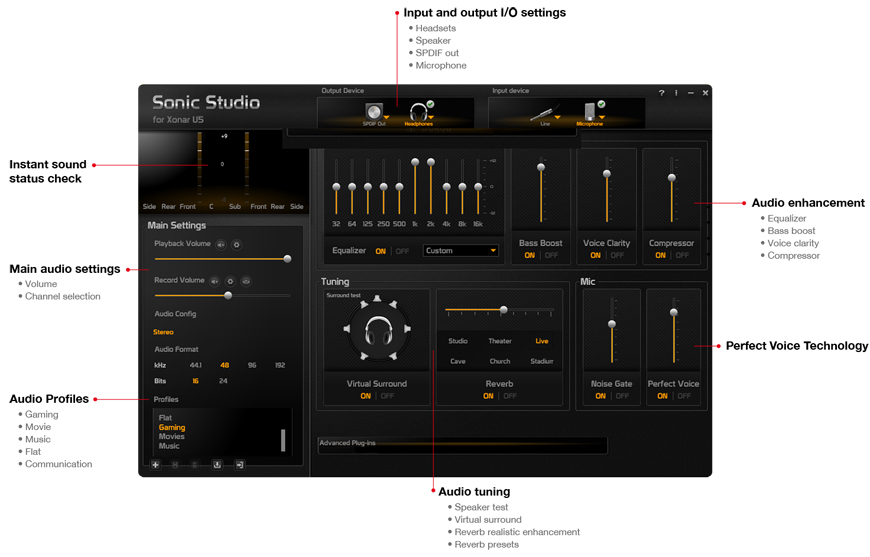 Input and output I/O settings
• Headsets
• Speaker
• SPDIF out
• Microphone
Sonic Studio
for Xonar U5
Output Device
SPDIF Out
Headphones
Input device
Line
Microphone
? i – x
Instant sound
status check
+9
0
Side Rear Front C Sub Front Rear Side
Main Settings
Playback Volume
Record Volume
Audio Config
Stereo
Audio Format
kHz 44.1 48 96 192
Bits 16 24
Profiles
Flat
Gaming
Movies
Music
Main audio settings
• Volume
• Channel selection
Audio Profiles
• Gaming
• Movie
• Music
• Flat
• Communication
+12
0
-12
32 64 125 250 500 1k 2k 4k 8k 16k
Equalizer ON | OFF Custom
Bass Boost
ON | OFF
Voice Clarity
ON | OFF
Compressor
ON | OFF
Audio enhancement
• Equalizer
• Bass boost
• Voice clarity
• Compressor
Tuning
Surround test
Virtual Surround
ON | OFF
Studio Theater Live
Cave Church Stadium
Reverb
ON | OFF
Mic
Noise Gate
ON | OFF
Perfect Voice
ON | OFF
Perfect Voice Technology
Advanced Plug-ins
Audio tuning
• Speaker test
• Virtual surround
• Reverb realistic enhancement
• Reverb presets